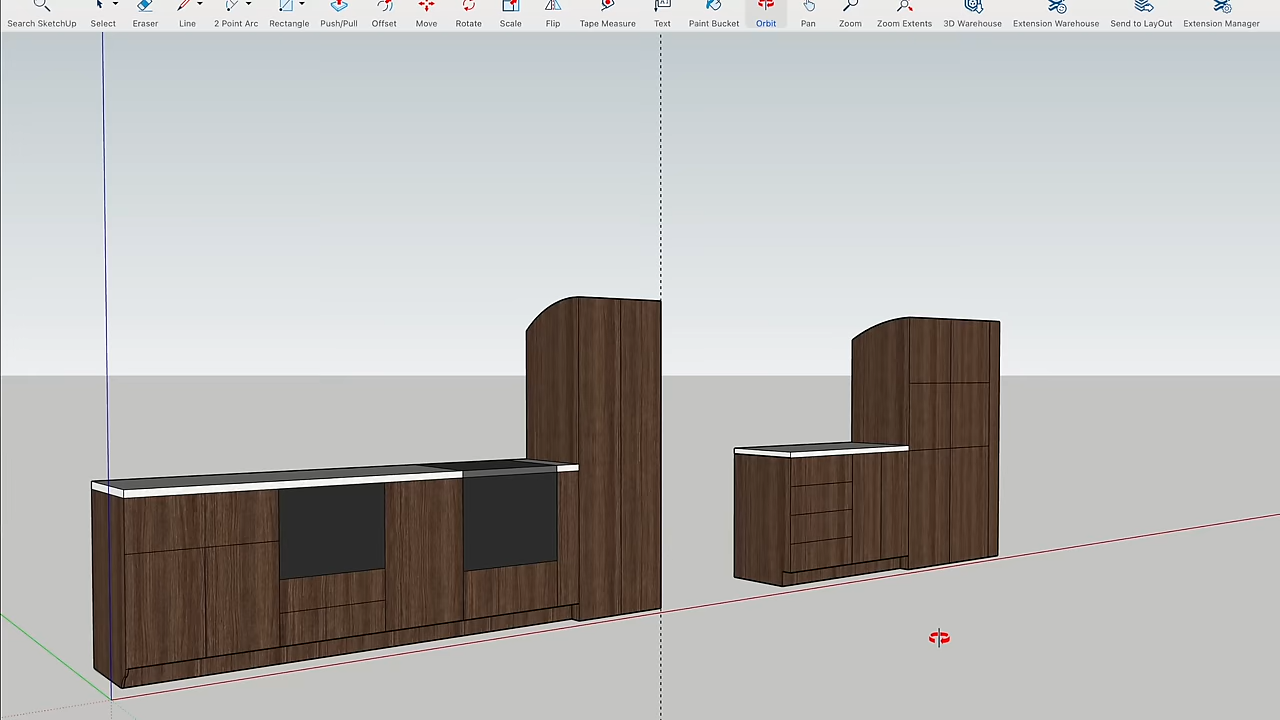 Search SketchUp Select Eraser Line 2 Point Arc Rectangle Push/Pull Offset Move Rotate Scale Flip Tape Measure Text Paint Bucket Orbit Pan Zoom Zoom Extents 3D Warehouse Extension Warehouse Send to LayOut Extension Manager